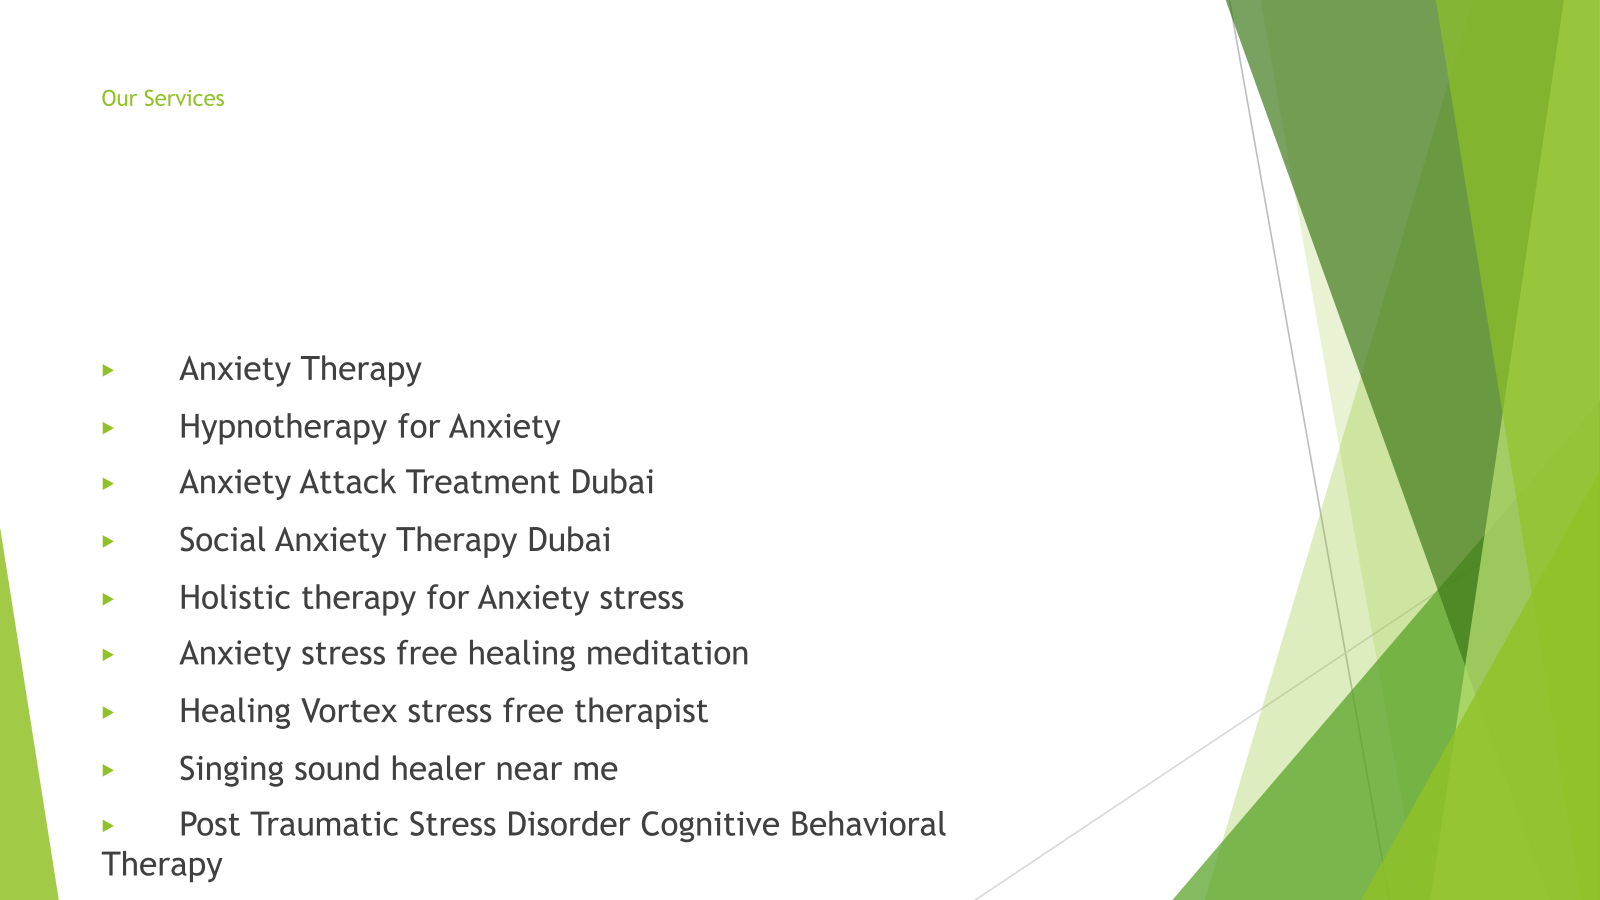 Our Services
Anxiety Therapy
Hypnotherapy for Anxiety
Anxiety Attack Treatment Dubai
Social Anxiety Therapy Dubai
Holistic therapy for Anxiety stress
Anxiety stress free healing meditation
Healing Vortex stress free therapist
Singing sound healer near me
Post Traumatic Stress Disorder Cognitive Behavioral
Therapy